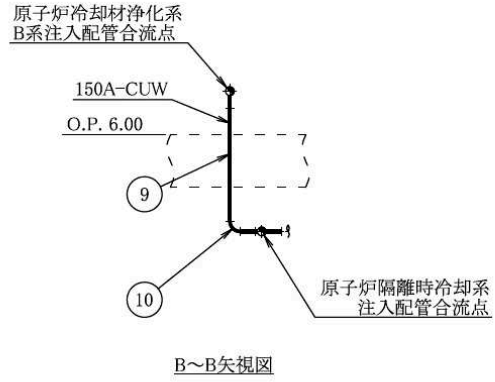 原子炉冷却材浄化系
B系注入配管合流点
150A-CUW
O.P. 6.00
9
10
原子炉隔離時冷却系
注入配管合流点
B～B矢視図